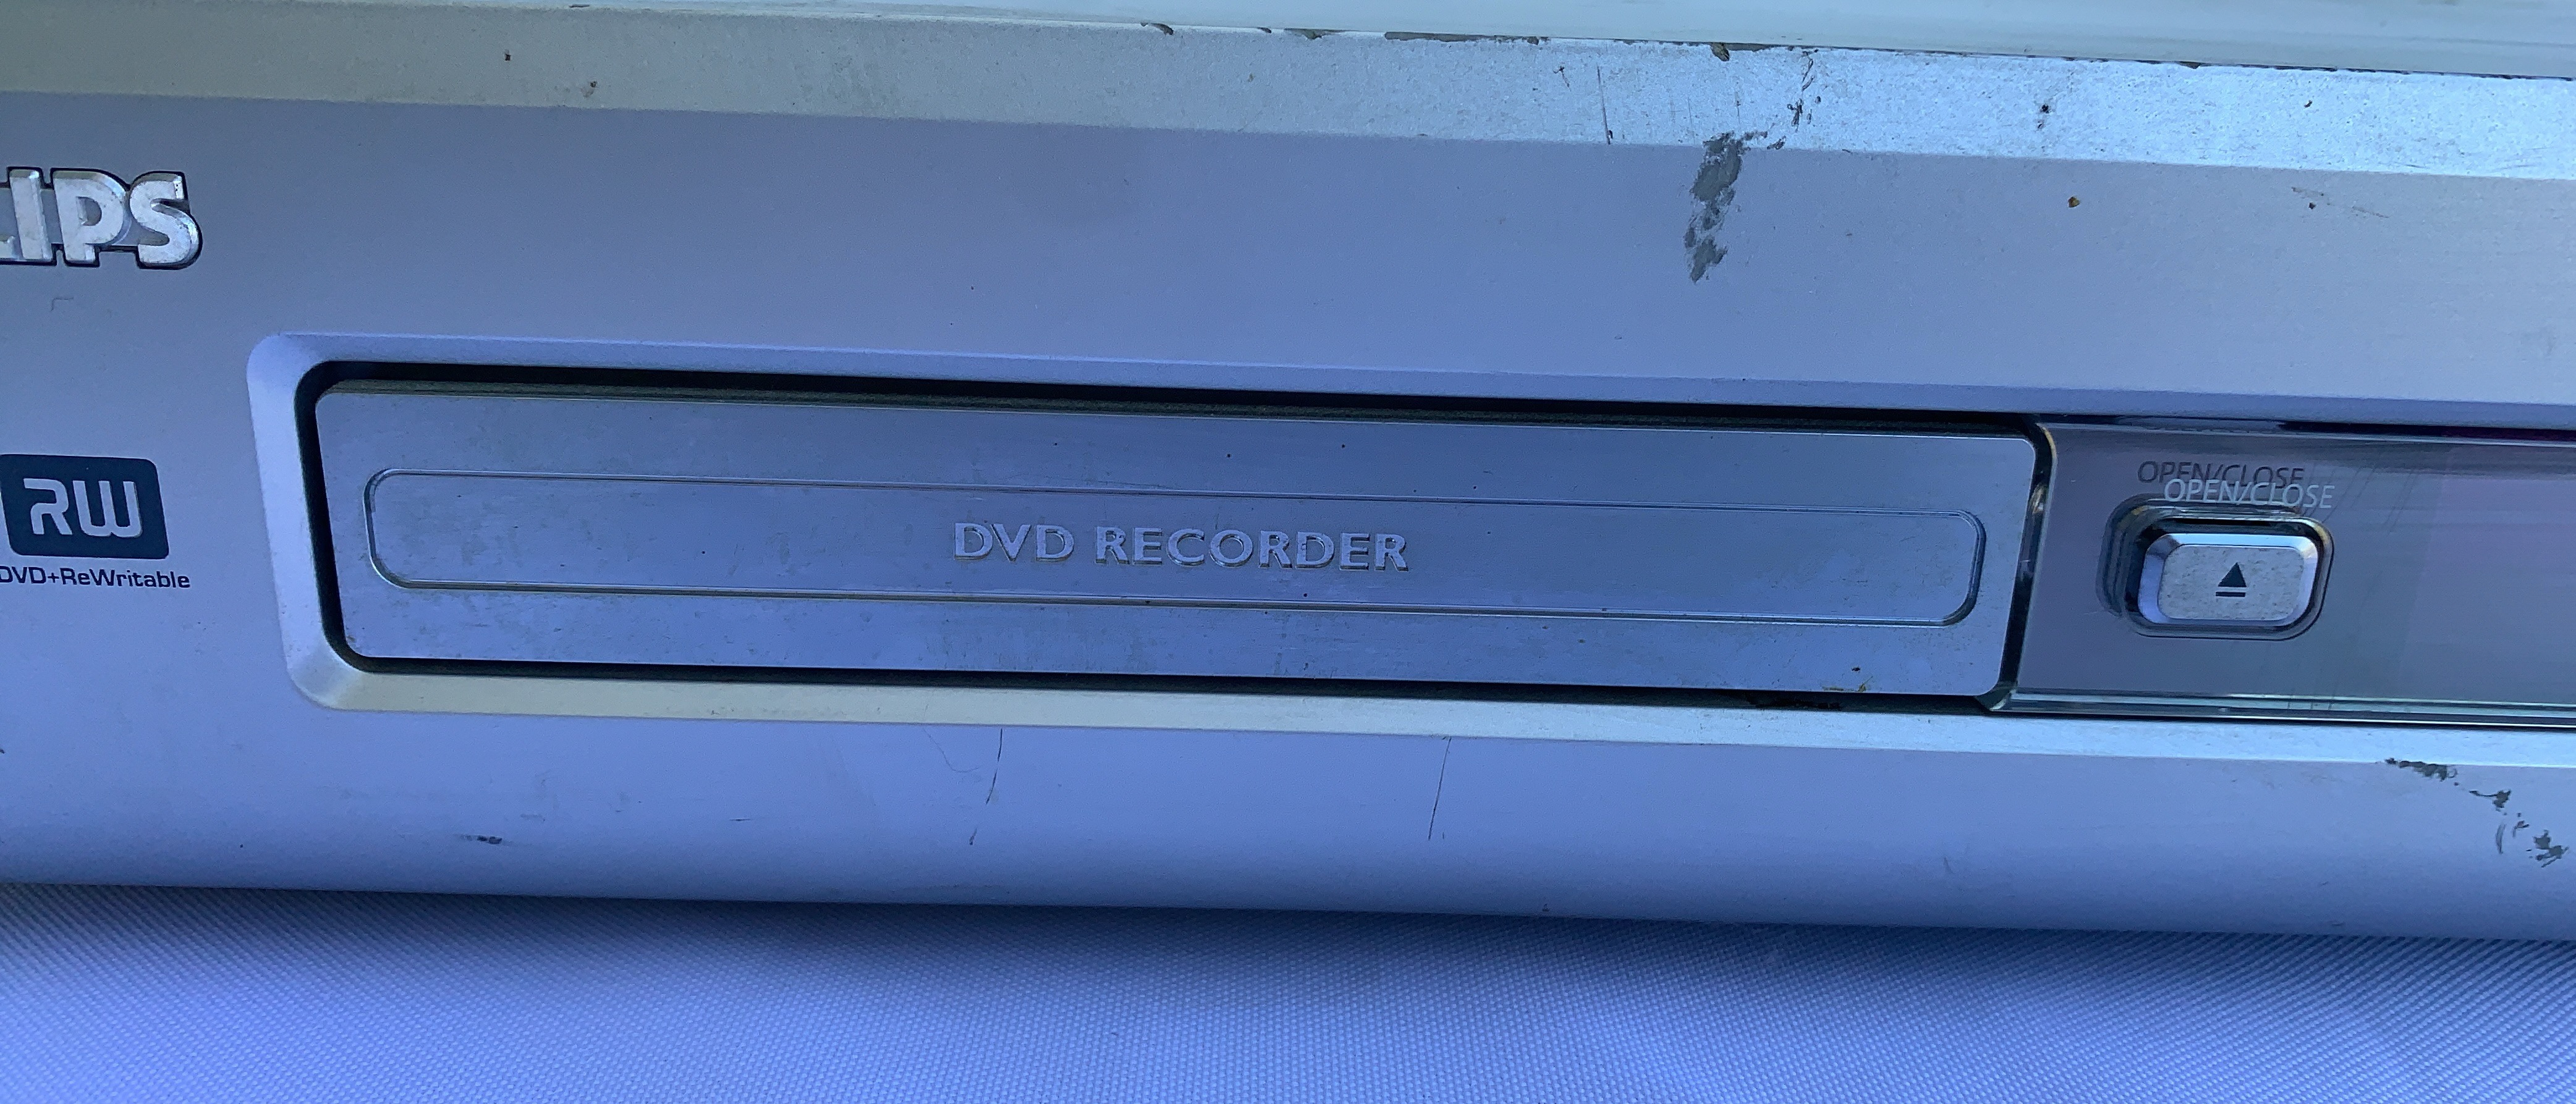 LIPS
RW
DVD+ReWritable
DVD RECORDER
OPEN/CLOSE